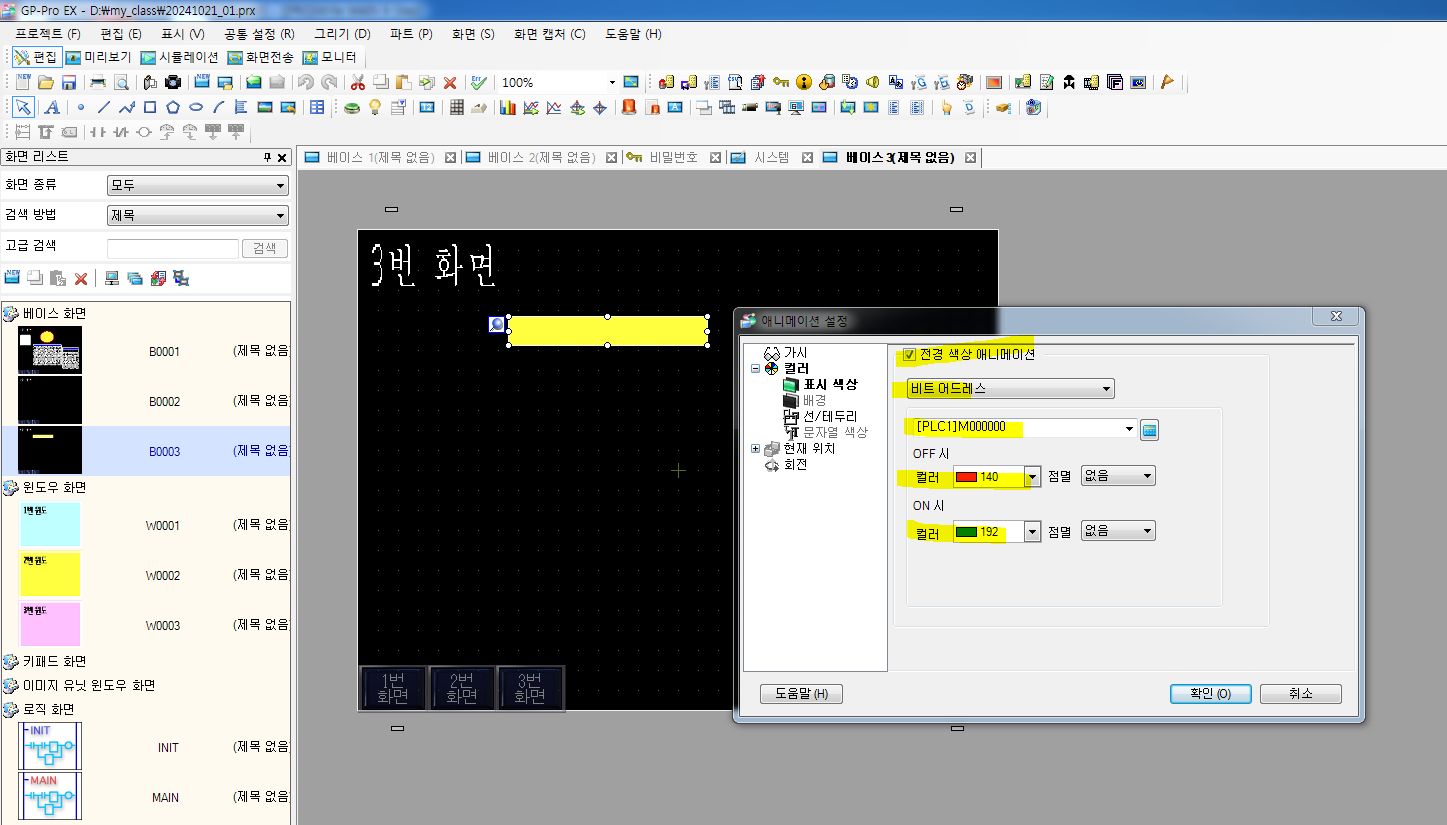 GP-Pro EX - D:\my_class\20241021_01.prx
프로젝트 (F) 편집 (E) 표시 (V) 공통 설정 (R) 그리기 (D) 파트 (P) 화면 (S) 화면 캡처 (C) 도움말 (H)
편집 미리보기 시뮬레이션 화면전송 모니터
100%
화면 리스트
베이스 1(제목 없음) 베이스 2(제목 없음) 비밀번호 시스템 베이스 3(제목 없음)
화면 종류 모두
검색 방법 제목
고급 검색 검색
베이스 화면
B0001 (제목 없음
B0002 (제목 없음
B0003 (제목 없음
윈도우 화면
1번 윈도
W0001 (제목 없음
2번 윈도
W0002 (제목 없음
3번 윈도
W0003 (제목 없음
키패드 화면
이미지 유닛 윈도우 화면
로직 화면
INIT
INIT (제목 없음
MAIN
MAIN (제목 없음
3번 화면
1번 화면
2번 화면
3번 화면
애니메이션 설정
가시
컬러
표시 색상
배경
선/테두리
문자열 색상
현재 위치
회전
전경 색상 애니메이션
비트 어드레스
[PLC1]M000000
OFF 시
컬러 140 점멸 없음
ON 시
컬러 192 점멸 없음
도움말 (H) 확인 (O) 취소